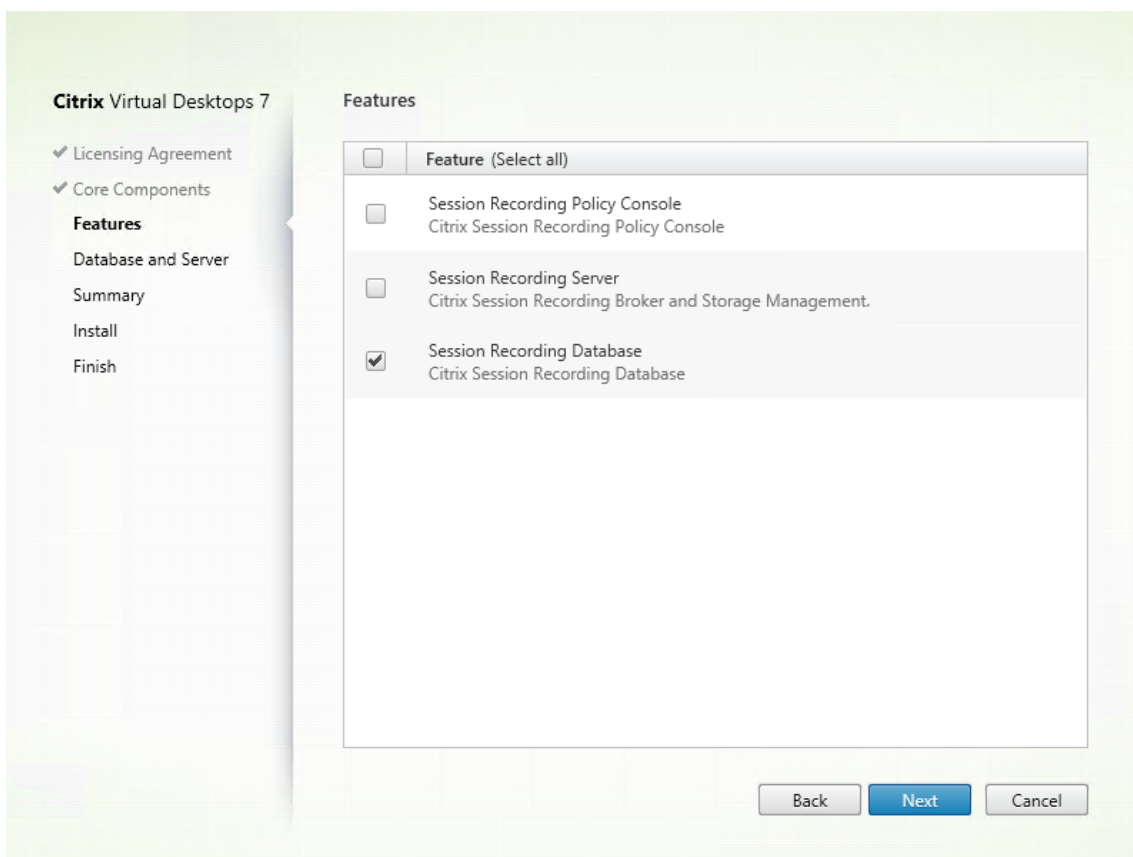 Citrix Virtual Desktops 7
Licensing Agreement
Core Components
Features
Database and Server
Summary
Install
Finish
Features
Feature (Select all)
Session Recording Policy Console
Citrix Session Recording Policy Console
Session Recording Server
Citrix Session Recording Broker and Storage Management.
Session Recording Database
Citrix Session Recording Database
Back
Next
Cancel